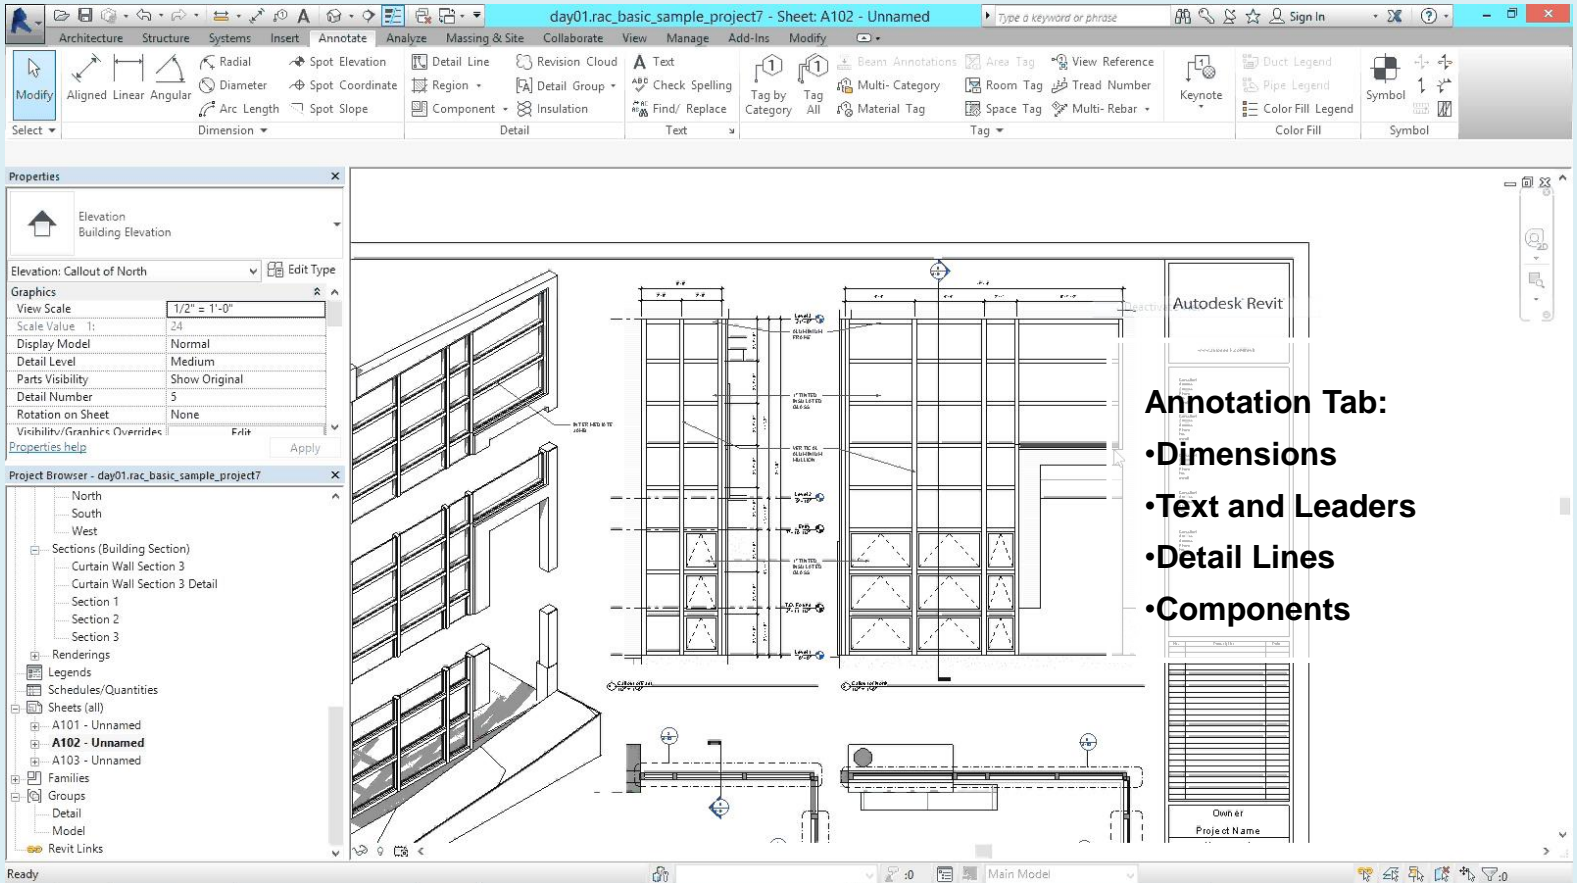 day01.rac_basic_sample_project7 - Sheet: A102 - Unnamed
Type a keyword or phrase
Sign In
Architecture Structure Systems Insert Annotate Analyze Massing & Site Collaborate View Manage Add-Ins Modify
Modify
Aligned Linear Angular
Radial
Diameter
Arc Length
Spot Elevation
Spot Coordinate
Spot Slope
Detail Line
Region
Component
Revision Cloud
Detail Group
Insulation
Text
Check Spelling
Find/ Replace
Tag by
Category
Tag
All
Beam Annotations
Multi- Category
Material Tag
Area Tag
Room Tag
Space Tag
View Reference
Tread Number
Multi- Rebar
Keynote
Duct Legend
Pipe Legend
Color Fill Legend
Symbol
Select Dimension Detail Text Tag Color Fill Symbol
Properties
Elevation
Building Elevation
Elevation: Callout of North
Edit Type
Graphics
View Scale 1/2" = 1'-0"
Scale Value 1: 24
Display Model Normal
Detail Level Medium
Parts Visibility Show Original
Detail Number 5
Rotation on Sheet None
Visibility/Graphics Overrides Edit
Properties help
Apply
Project Browser - day01.rac_basic_sample_project7
North
South
West
Sections (Building Section)
Curtain Wall Section 3
Curtain Wall Section 3 Detail
Section 1
Section 2
Section 3
Renderings
Legends
Schedules/Quantities
Sheets (all)
A101 - Unnamed
A102 - Unnamed
A103 - Unnamed
Families
Groups
Detail
Model
Revit Links
Autodesk Revit
Annotation Tab:
•Dimensions
•Text and Leaders
•Detail Lines
•Components
Owner
Project Name
Ready
:0
Main Model
:0